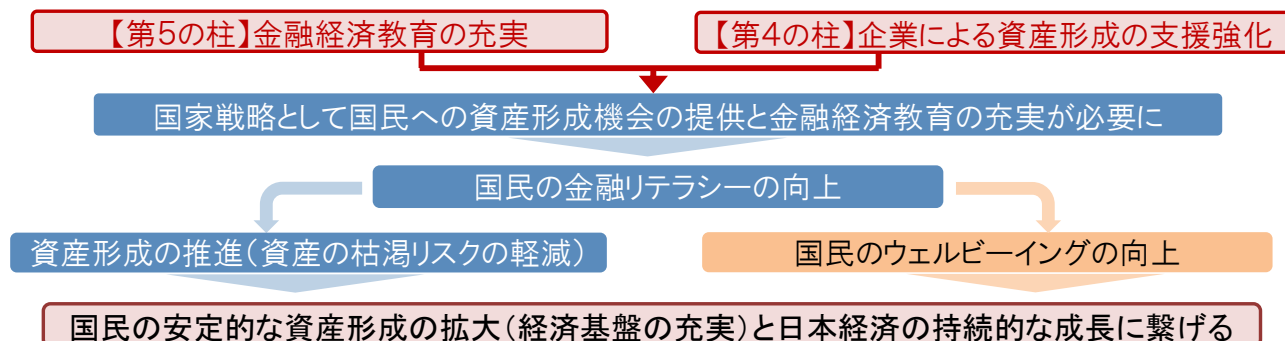 【第5の柱】金融経済教育の充実
【第4の柱】企業による資産形成の支援強化
国家戦略として国民への資産形成機会の提供と金融経済教育の充実が必要に
国民の金融リテラシーの向上
資産形成の推進(資産の枯渇リスクの軽減)
国民のウェルビーイングの向上
国民の安定的な資産形成の拡大(経済基盤の充実)と日本経済の持続的な成長に繋げる